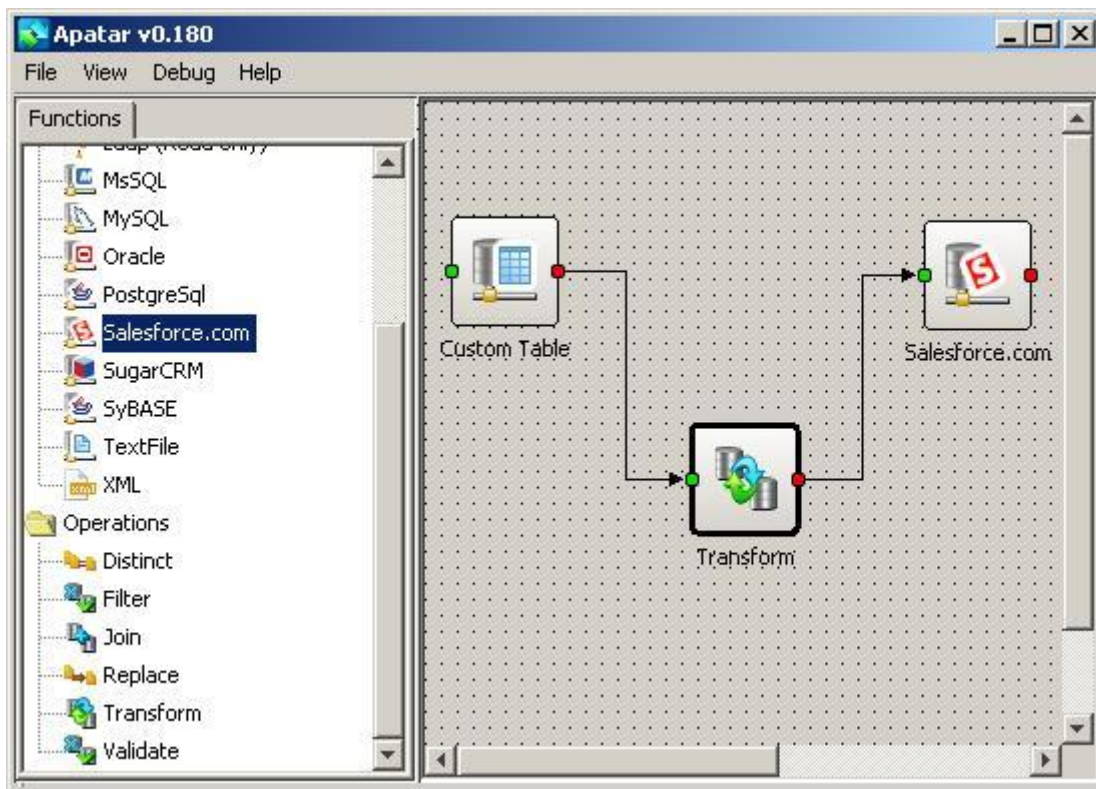 Apatar v0.180
File View Debug Help
Functions
MsSQL
MySQL
Oracle
PostgreSql
Salesforce.com
SugarCRM
SyBASE
TextFile
XML
Operations
Distinct
Filter
Join
Replace
Transform
Validate
Custom Table
Salesforce.com
Transform